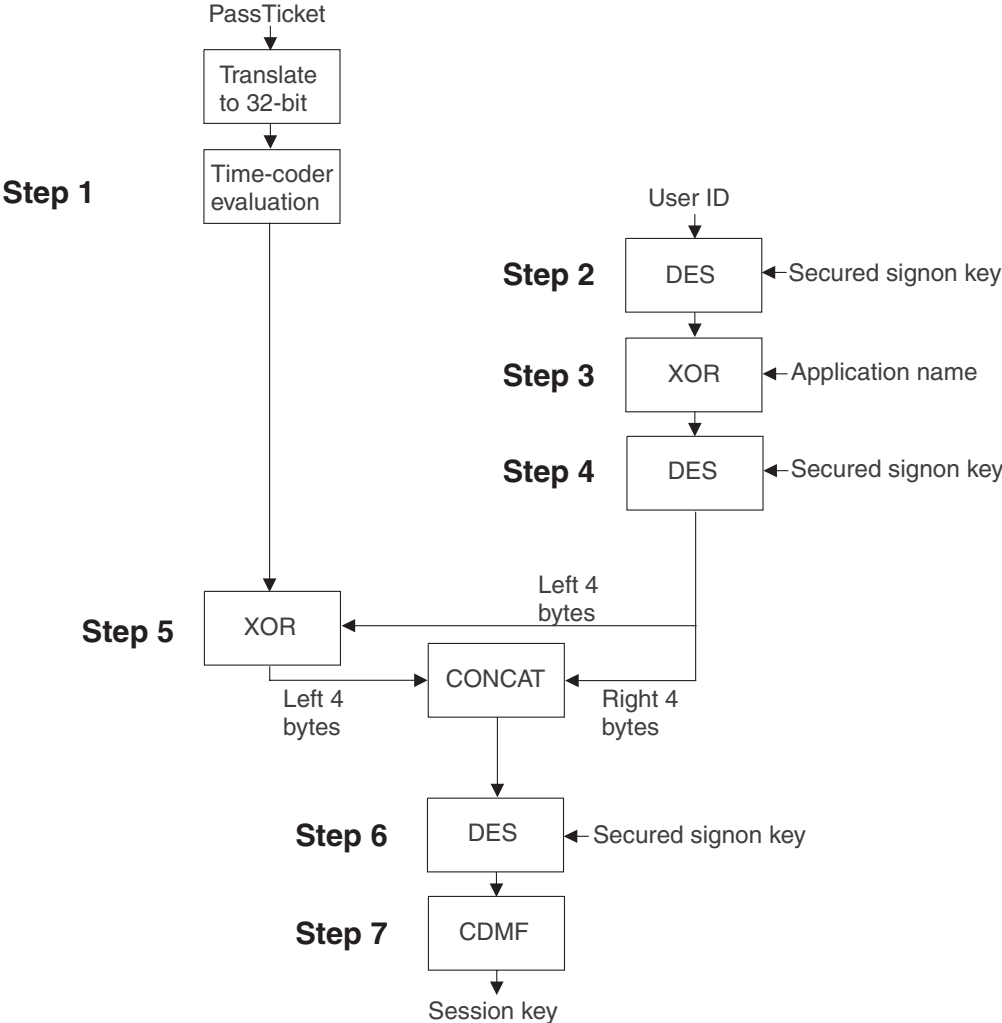 PassTicket
Translate
to 32-bit
Step 1
Time-coder
evaluation
User ID
Step 2
DES
Secured signon key
Step 3
XOR
Application name
Step 4
DES
Secured signon key
Left 4
bytes
Step 5
XOR
CONCAT
Left 4
bytes
Right 4
bytes
Step 6
DES
Secured signon key
Step 7
CDMF
Session key